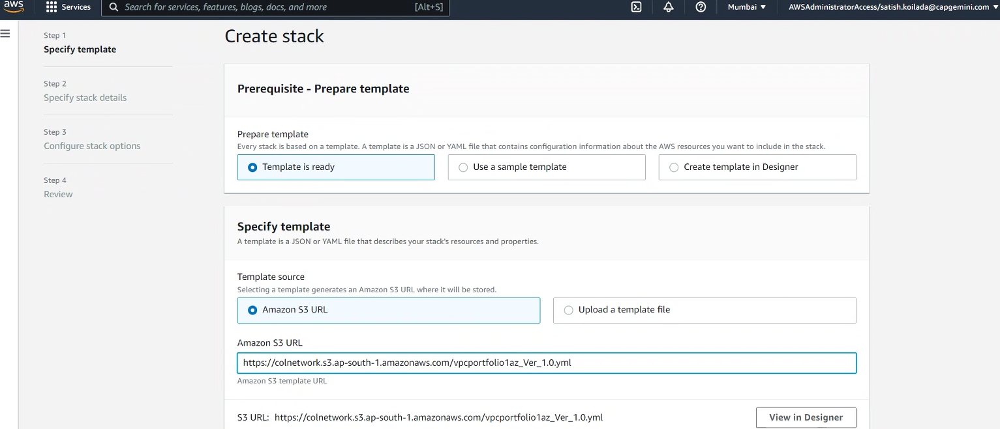 aws
Services
Search for services, features, blogs, docs, and more
[Alt+S]
Mumbai
AWSAdministratorAccess/satish.koilada@capgemini.com
Step 1
Specify template
Step 2
Specify stack details
Step 3
Configure stack options
Step 4
Review
Create stack
Prerequisite - Prepare template
Prepare template
Every stack is based on a template. A template is a JSON or YAML file that contains configuration information about the AWS resources you want to include in the stack.
Template is ready
Use a sample template
Create template in Designer
Specify template
A template is a JSON or YAML file that describes your stack's resources and properties.
Template source
Selecting a template generates an Amazon S3 URL where it will be stored.
Amazon S3 URL
Upload a template file
Amazon S3 URL
https://colnetwork.s3.ap-south-1.amazonaws.com/vpcportfolio1az_Ver_1.0.yml
Amazon S3 template URL
S3 URL: https://colnetwork.s3.ap-south-1.amazonaws.com/vpcportfolio1az_Ver_1.0.yml
View in Designer